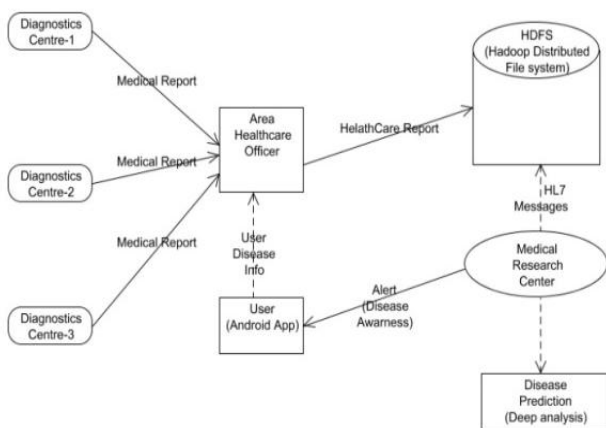 Diagnostics
Centre-1
Medical Report
HDFS
(Hadoop Distributed
File system)
Area
Healthcare
Officer
HelathCare Report
Diagnostics
Centre-2
Medical Report
HL7
Messages
Medical Report
User
Disease
Info
Medical
Research
Center
Alert
(Disease
Awarness)
Diagnostics
Centre-3
User
(Android App)
Disease
Prediction
(Deep analysis)